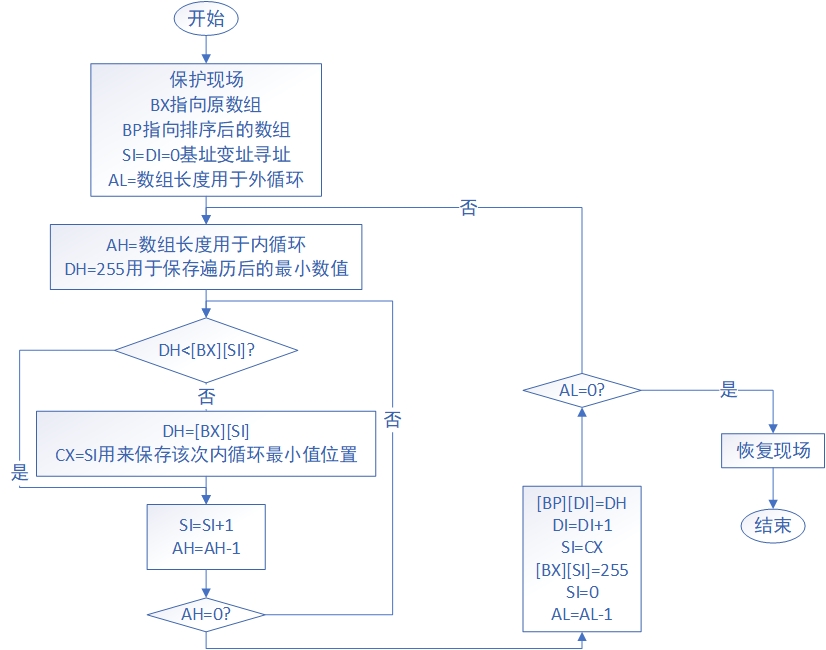 开始
保护现场
BX指向原数组
BP指向排序后的数组
SI=DI=0基址变址寻址
AL=数组长度用于外循环
否
AH=数组长度用于内循环
DH=255用于保存遍历后的最小数值
DH<[BX][SI]?
否
是
DH=[BX][SI]
CX=SI用来保存该次内循环最小值位置
否
SI=SI+1
AH=AH-1
AH=0?
[BP][DI]=DH
DI=DI+1
SI=CX
[BX][SI]=255
SI=0
AL=AL-1
AL=0?
是
恢复现场
结束